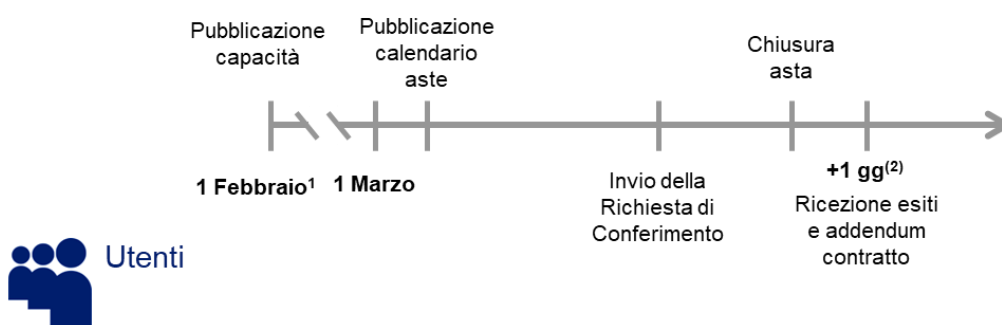 Pubblicazione
capacità
Pubblicazione
calendario
aste
Chiusura
asta
1 Febbraio¹
1 Marzo
Invio della
Richiesta di
Conferimento
+1 gg⁽²⁾
Ricezione esiti
e addendum
contratto
Utenti